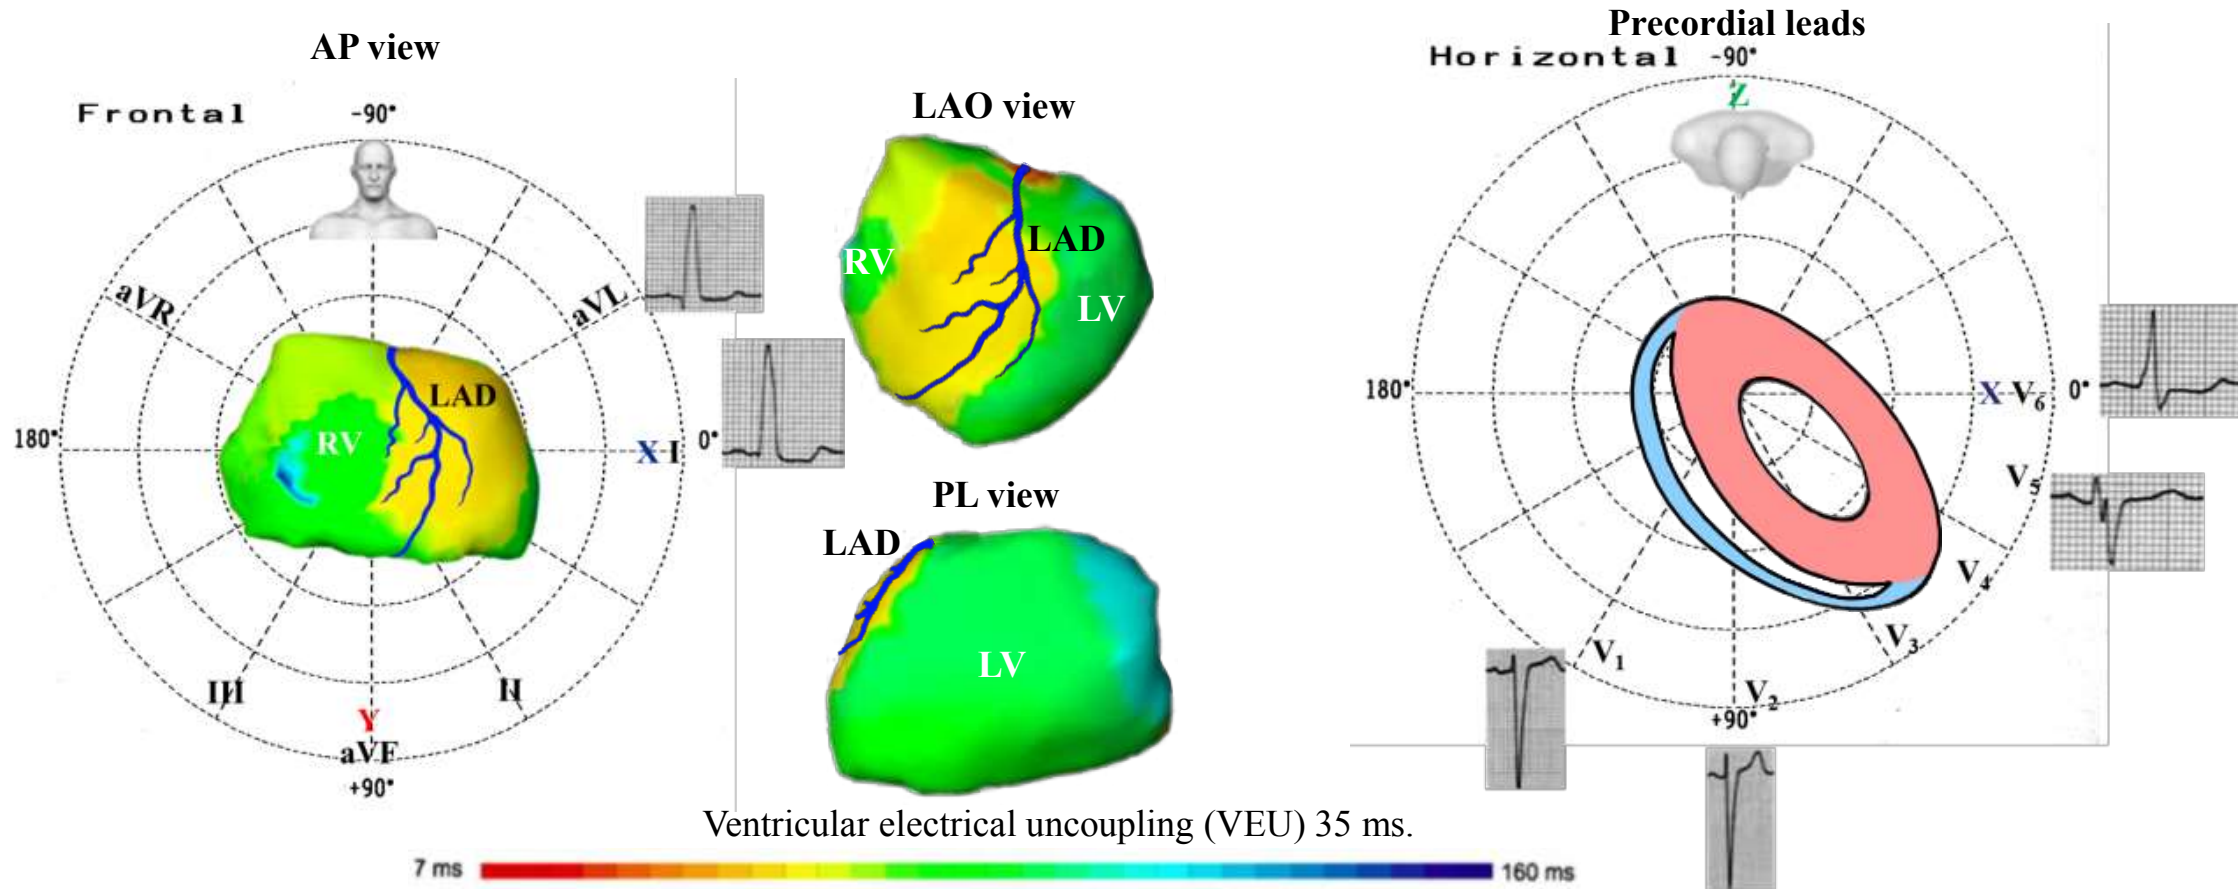 AP view
Frontal
-90°
aVR
aVL
180°
RV
LAD
X I
0°
III
II
Y
aVF
+90°
LAO view
RV
LAD
LV
PL view
LAD
LV
Precordial leads
Horizontal
-90°
Z
180°
X V6
0°
V5
V4
V3
V1
V2
+90°
Ventricular electrical uncoupling (VEU) 35 ms.
7 ms
160 ms